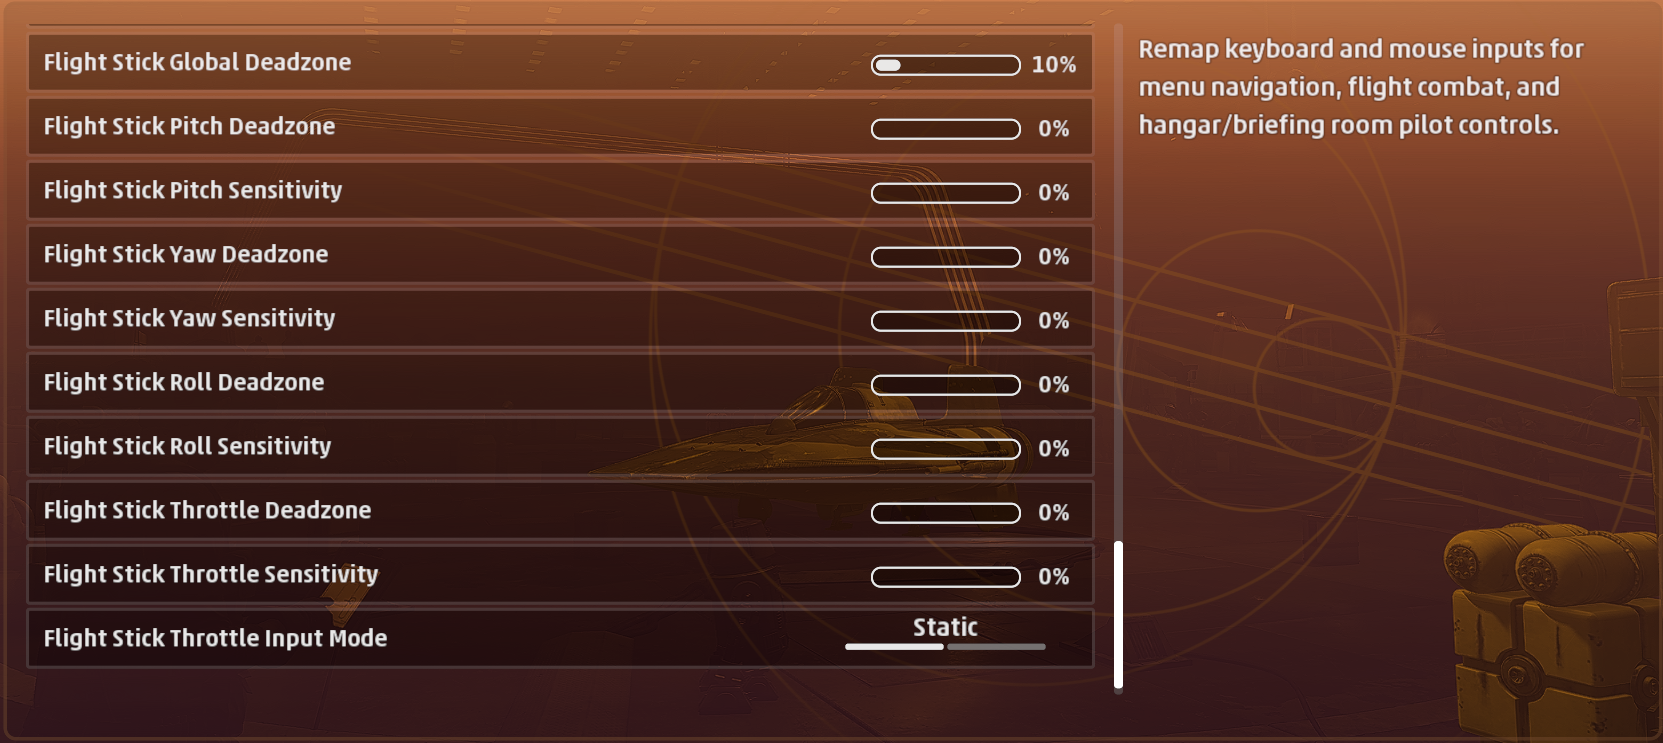 Flight Stick Global Deadzone 10%
Flight Stick Pitch Deadzone 0%
Flight Stick Pitch Sensitivity 0%
Flight Stick Yaw Deadzone 0%
Flight Stick Yaw Sensitivity 0%
Flight Stick Roll Deadzone 0%
Flight Stick Roll Sensitivity 0%
Flight Stick Throttle Deadzone 0%
Flight Stick Throttle Sensitivity 0%
Flight Stick Throttle Input Mode Static
Remap keyboard and mouse inputs for
menu navigation, flight combat, and
hangar/briefing room pilot controls.